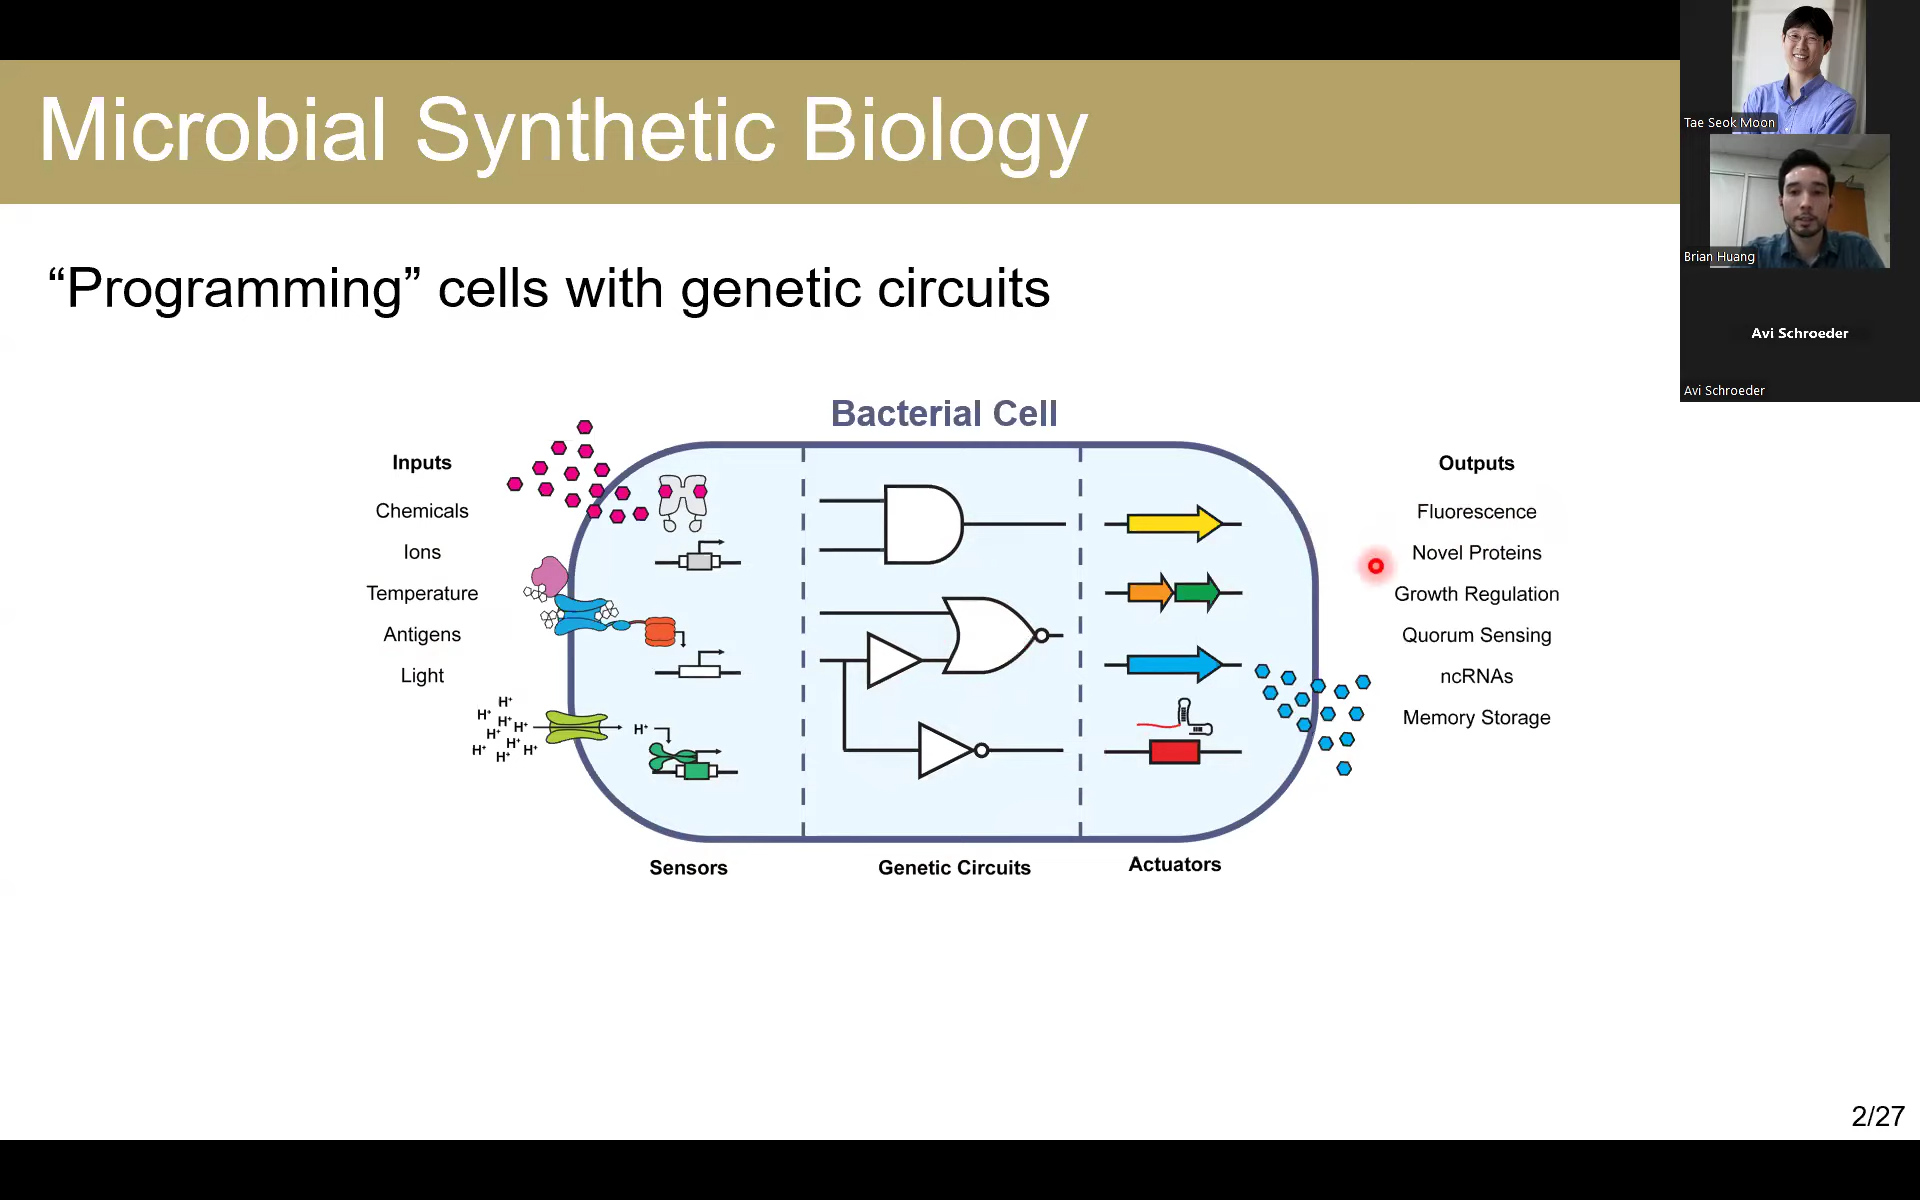 Microbial Synthetic Biology
“Programming” cells with genetic circuits
Bacterial Cell
Inputs
Chemicals
Ions
Temperature
Antigens
Light
H⁺
H⁺
H⁺
H⁺
H⁺
H⁺
H⁺
H⁺
H⁺
H⁺
Sensors
Genetic Circuits
Actuators
Outputs
Fluorescence
Novel Proteins
Growth Regulation
Quorum Sensing
ncRNAs
Memory Storage
2/27
Tae Seok Moon
Brian Huang
Avi Schroeder
Avi Schroeder